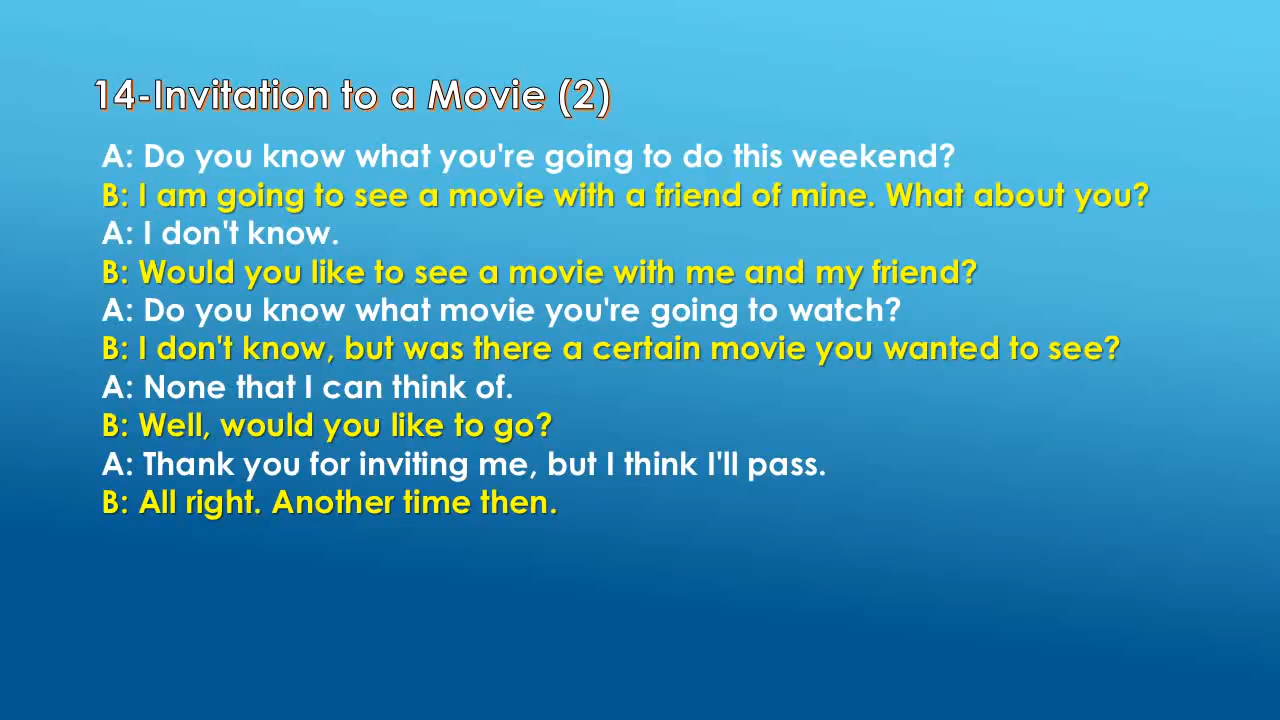 14-Invitation to a Movie (2)
A: Do you know what you're going to do this weekend?
B: I am going to see a movie with a friend of mine. What about you?
A: I don't know.
B: Would you like to see a movie with me and my friend?
A: Do you know what movie you're going to watch?
B: I don't know, but was there a certain movie you wanted to see?
A: None that I can think of.
B: Well, would you like to go?
A: Thank you for inviting me, but I think I'll pass.
B: All right. Another time then.